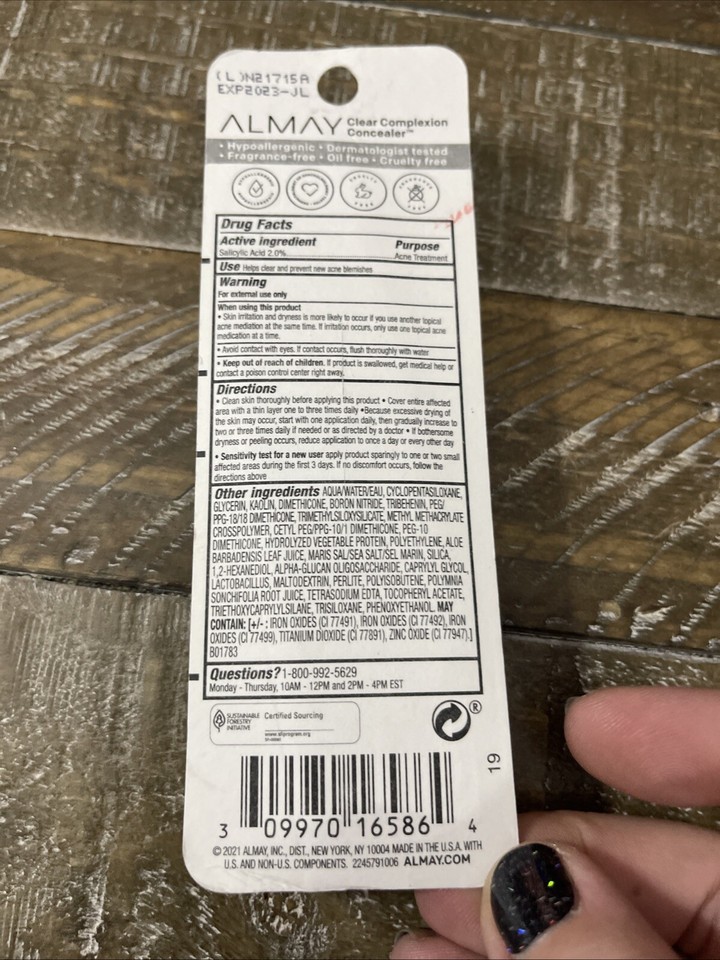 (L)N21715A
EXP2023-JL
ALMAY Clear Complexion
Concealer™
• Hypoallergenic • Dermatologist tested
• Fragrance-free • Oil free • Cruelty free
Drug Facts
Active ingredient Purpose
Salicylic Acid 2.0% Acne Treatment
Use Helps clear and prevent new acne blemishes
Warning
For external use only
When using this product
• Skin irritation and dryness is more likely to occur if you use another topical
acne mediation at the same time. If irritation occurs, only use one topical acne
medication at a time.
• Avoid contact with eyes. If contact occurs, flush thoroughly with water
• Keep out of reach of children. If product is swallowed, get medical help or
contact a poison control center right away.
Directions
• Clean skin thoroughly before applying this product • Cover entire affected
area with a thin layer one to three times daily •Because excessive drying of
the skin may occur, start with one application daily, then gradually increase to
two or three times daily if needed or as directed by a doctor • If bothersome
dryness or peeling occurs, reduce application to once a day or every other day
• Sensitivity test for a new user apply product sparingly to one or two small
affected areas during the first 3 days. If no discomfort occurs, follow the
directions above
Other ingredients AQUA/WATER/EAU, CYCLOPENTASILOXANE,
GLYCERIN, KAOLIN, DIMETHICONE, BORON NITRIDE, TRIBEHENIN, PEG/
PPG-18/18 DIMETHICONE, TRIMETHYLSILOXYSILICATE, METHYL METHACRYLATE
CROSSPOLYMER, CETYL PEG/PPG-10/1 DIMETHICONE, PEG-10
DIMETHICONE, HYDROLYZED VEGETABLE PROTEIN, POLYETHYLENE, ALOE
BARBADENSIS LEAF JUICE, MARIS SAL/SEA SALT/SEL MARIN, SILICA,
1,2-HEXANEDIOL, ALPHA-GLUCAN OLIGOSACCHARIDE, CAPRYLYL GLYCOL,
LACTOBACILLUS, MALTODEXTRIN, PERLITE, POLYISOBUTENE, POLYMNIA
SONCHIFOLIA ROOT JUICE, TETRASODIUM EDTA, TOCOPHERYL ACETATE,
TRIETHOXYCAPRYLYLSILANE, TRISILOXANE, PHENOXYETHANOL. MAY
CONTAIN: [+/- : IRON OXIDES (CI 77491), IRON OXIDES (CI 77492), IRON
OXIDES (CI 77499), TITANIUM DIOXIDE (CI 77891), ZINC OXIDE (CI 77947).]
B01783
Questions? 1-800-992-5629
Monday - Thursday, 10AM - 12PM and 2PM - 4PM EST
SUSTAINABLE
FORESTRY
INITIATIVE
Certified Sourcing
www.sfiprogram.org
®
19
3 09970 16586 4
© 2021 ALMAY, INC., DIST., NEW YORK, NY 10004 MADE IN THE U.S.A. WITH
U.S. AND NON-U.S. COMPONENTS. 2245791006 ALMAY.COM